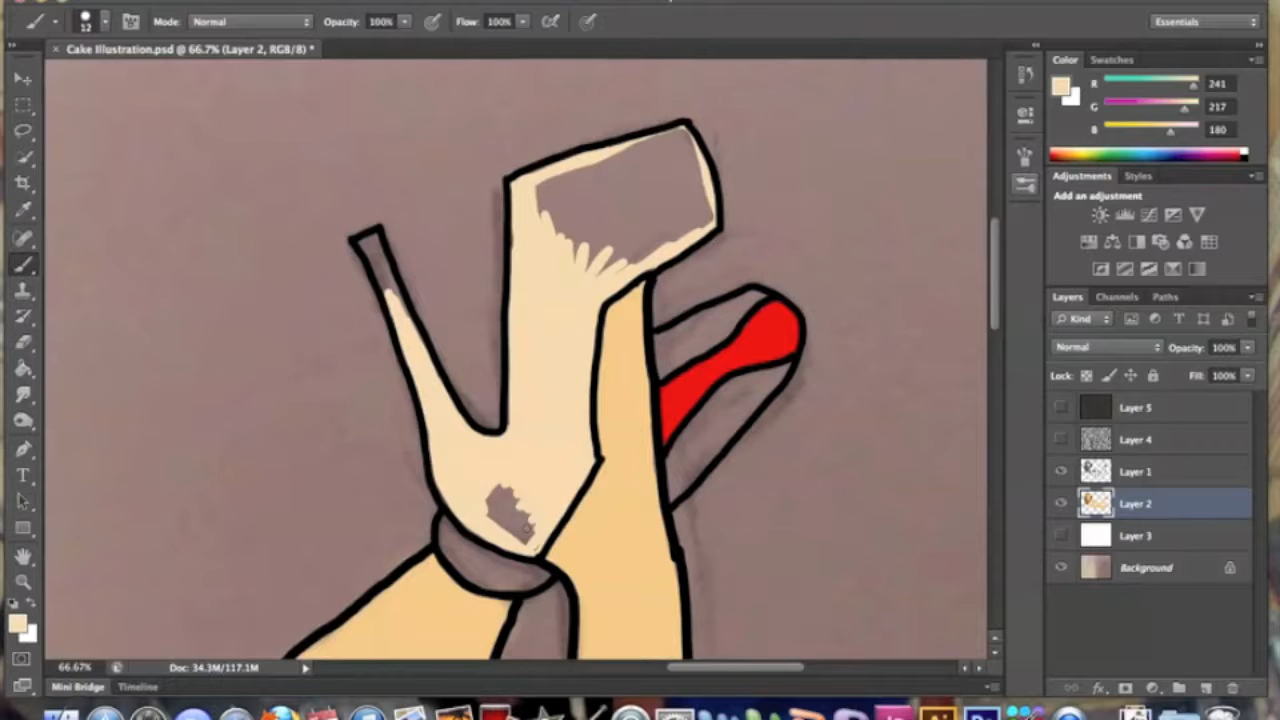 12 Mode: Normal Opacity: 100% Flow: 100% Essentials
× Cake Illustration.psd @ 66.7% (Layer 2, RGB/8) *
Color Swatches
R 241
G 217
B 180
Adjustments Styles
Add an adjustment
Layers Channels Paths
Kind
Normal Opacity: 100%
Lock: Fill: 100%
Layer 5
Layer 4
Layer 1
Layer 2
Layer 3
Background
66.67% Doc: 34.3M/117.1M
Mini Bridge Timeline